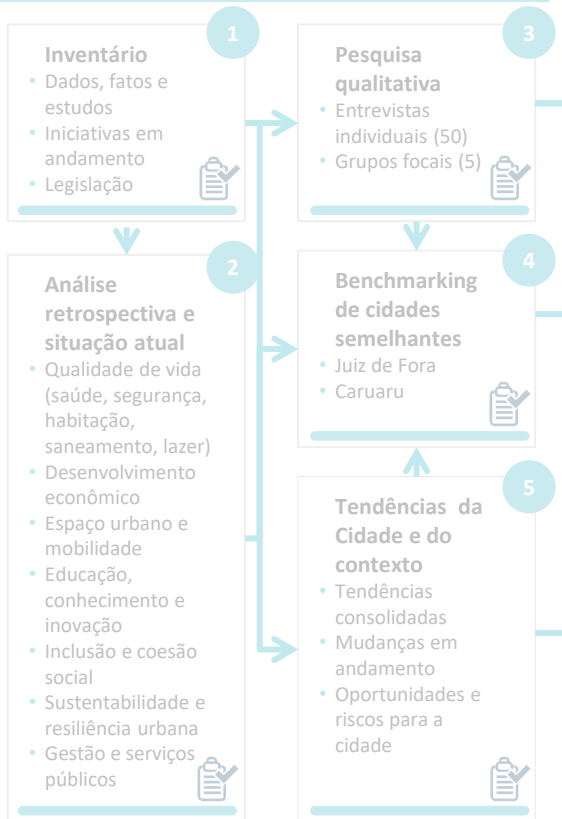 1
Inventário
• Dados, fatos e
estudos
• Iniciativas em
andamento
• Legislação
2
Análise
retrospectiva e
situação atual
• Qualidade de vida
(saúde, segurança,
habitação,
saneamento, lazer)
• Desenvolvimento
econômico
• Espaço urbano e
mobilidade
• Educação,
conhecimento e
inovação
• Inclusão e coesão
social
• Sustentabilidade e
resiliência urbana
• Gestão e serviços
públicos
3
Pesquisa
qualitativa
• Entrevistas
individuais (50)
• Grupos focais (5)
4
Benchmarking
de cidades
semelhantes
• Juiz de Fora
• Caruaru
5
Tendências da
Cidade e do
contexto
• Tendências
consolidadas
• Mudanças em
andamento
• Oportunidades e
riscos para a
cidade